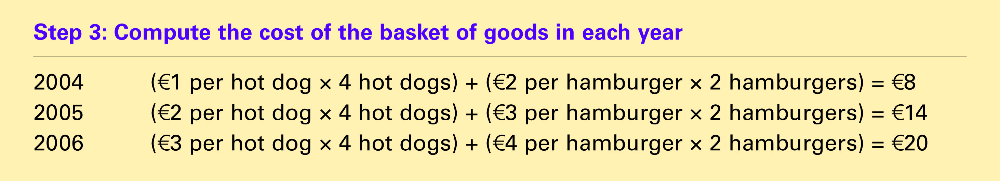 Step 3: Compute the cost of the basket of goods in each year
2004 (€1 per hot dog × 4 hot dogs) + (€2 per hamburger × 2 hamburgers) = €8
2005 (€2 per hot dog × 4 hot dogs) + (€3 per hamburger × 2 hamburgers) = €14
2006 (€3 per hot dog × 4 hot dogs) + (€4 per hamburger × 2 hamburgers) = €20